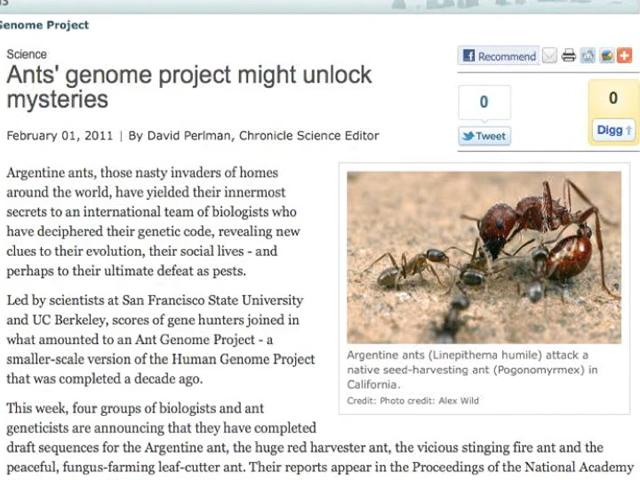 Genome Project
Science
Ants' genome project might unlock
mysteries
February 01, 2011 | By David Perlman, Chronicle Science Editor
Recommend
0
Tweet
0
Digg
Argentine ants, those nasty invaders of homes
around the world, have yielded their innermost
secrets to an international team of biologists who
have deciphered their genetic code, revealing new
clues to their evolution, their social lives - and
perhaps to their ultimate defeat as pests.
Led by scientists at San Francisco State University
and UC Berkeley, scores of gene hunters joined in
what amounted to an Ant Genome Project - a
smaller-scale version of the Human Genome Project
that was completed a decade ago.
Argentine ants (Linepithema humile) attack a
native seed-harvesting ant (Pogonomyrmex) in
California.
Credit: Photo credit: Alex Wild
This week, four groups of biologists and ant
geneticists are announcing that they have completed
draft sequences for the Argentine ant, the huge red harvester ant, the vicious stinging fire ant and the
peaceful, fungus-farming leaf-cutter ant. Their reports appear in the Proceedings of the National Academy